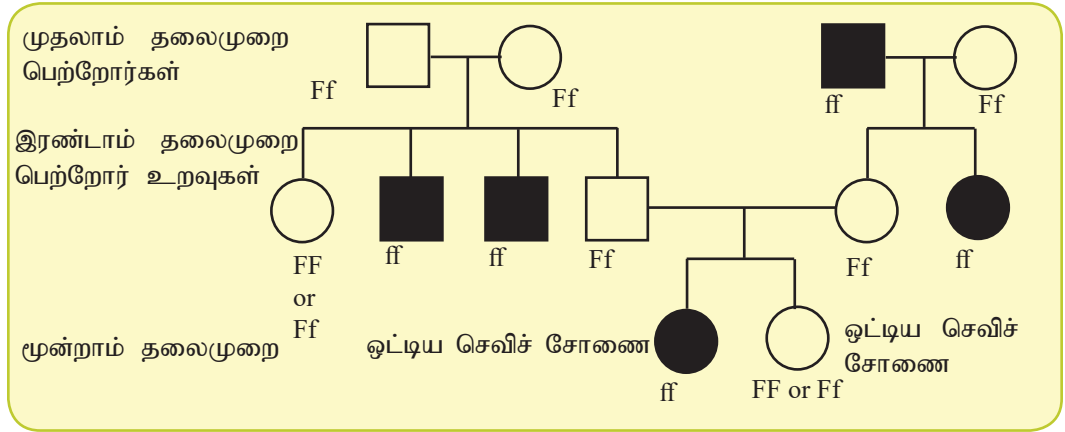 முதலாம் தலைமுறை
பெற்றோர்கள்
Ff
Ff
ff
Ff
இரண்டாம் தலைமுறை
பெற்றோர் உறவுகள்
FF
or
Ff
ff
ff
Ff
Ff
ff
மூன்றாம் தலைமுறை
ஒட்டிய செவிச் சோணை
ff
FF or Ff
ஒட்டிய செவிச்
சோணை